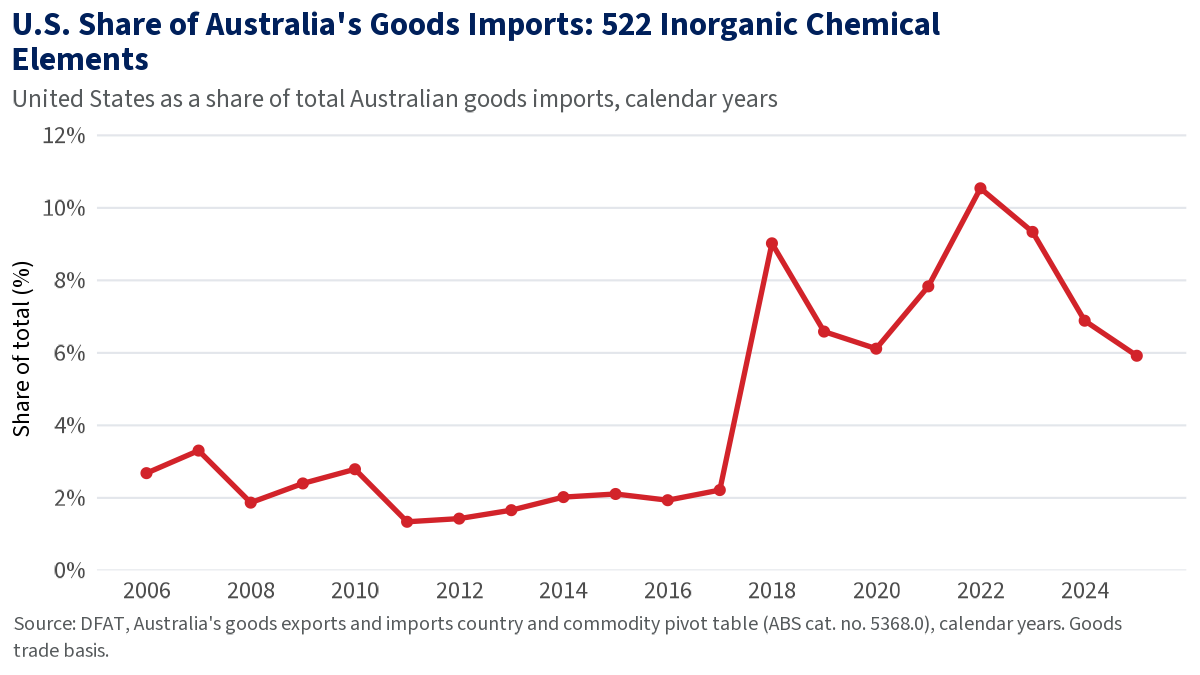 U.S. Share of Australia's Goods Imports: 522 Inorganic Chemical
Elements
United States as a share of total Australian goods imports, calendar years
12%
10%
8%
6%
4%
2%
0%
Share of total (%)
2006 2008 2010 2012 2014 2016 2018 2020 2022 2024
Source: DFAT, Australia's goods exports and imports country and commodity pivot table (ABS cat. no. 5368.0), calendar years. Goods
trade basis.